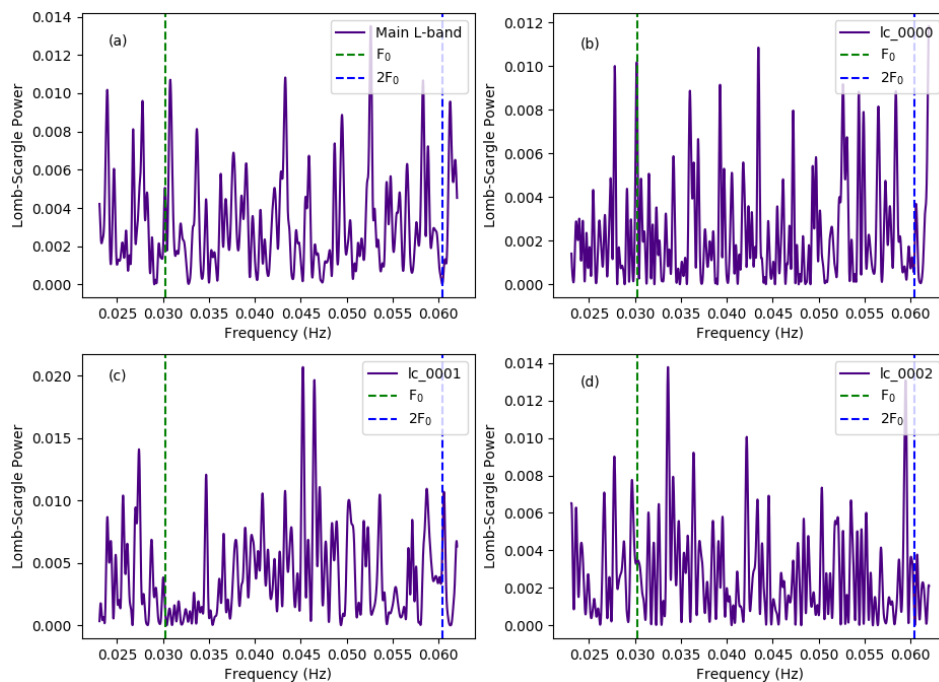 (a)
Main L-band
F₀
2F₀
0.014
0.012
0.010
0.008
0.006
0.004
0.002
0.000
Lomb-Scargle Power
0.025 0.030 0.035 0.040 0.045 0.050 0.055 0.060
Frequency (Hz)
(b)
lc_0000
F₀
2F₀
0.012
0.010
0.008
0.006
0.004
0.002
0.000
Lomb-Scargle Power
0.025 0.030 0.035 0.040 0.045 0.050 0.055 0.060
Frequency (Hz)
(c)
lc_0001
F₀
2F₀
0.020
0.015
0.010
0.005
0.000
Lomb-Scargle Power
0.025 0.030 0.035 0.040 0.045 0.050 0.055 0.060
Frequency (Hz)
(d)
lc_0002
F₀
2F₀
0.014
0.012
0.010
0.008
0.006
0.004
0.002
0.000
Lomb-Scargle Power
0.025 0.030 0.035 0.040 0.045 0.050 0.055 0.060
Frequency (Hz)